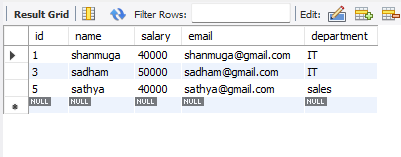 Result Grid Filter Rows: Edit:
id name salary email department
1 shanmuga 40000 shanmuga@gmail.com IT
3 sadham 50000 sadham@gmail.com IT
5 sathya 40000 sathya@gmail.com sales
NULL NULL NULL NULL NULL